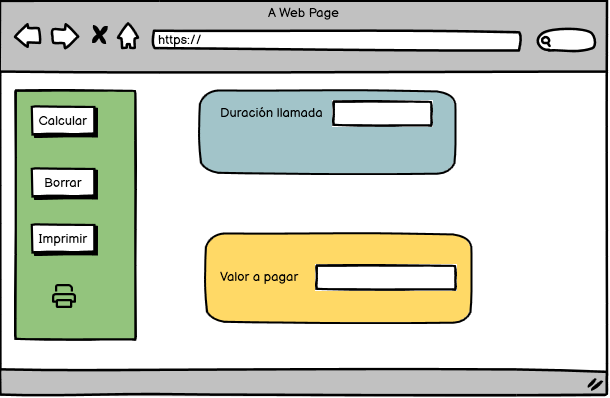 A Web Page
https://
Calcular
Borrar
Imprimir
Duración llamada
Valor a pagar